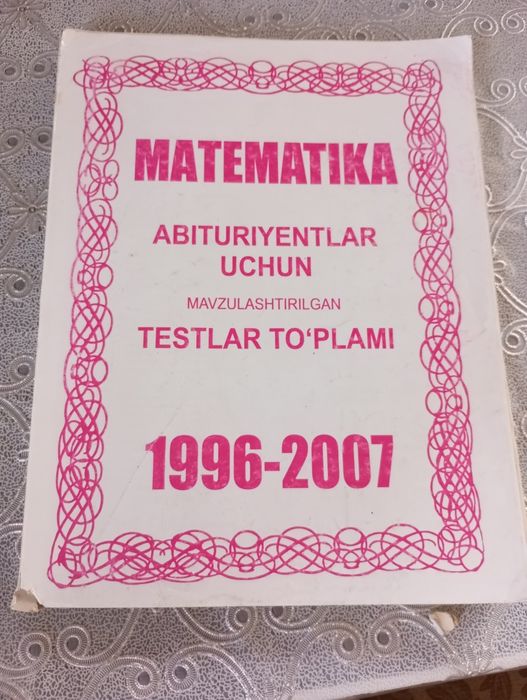 MATEMATIKA
ABITURIYENTLAR
UCHUN
MAVZULASHTIRILGAN
TESTLAR TO‘PLAMI
1996-2007